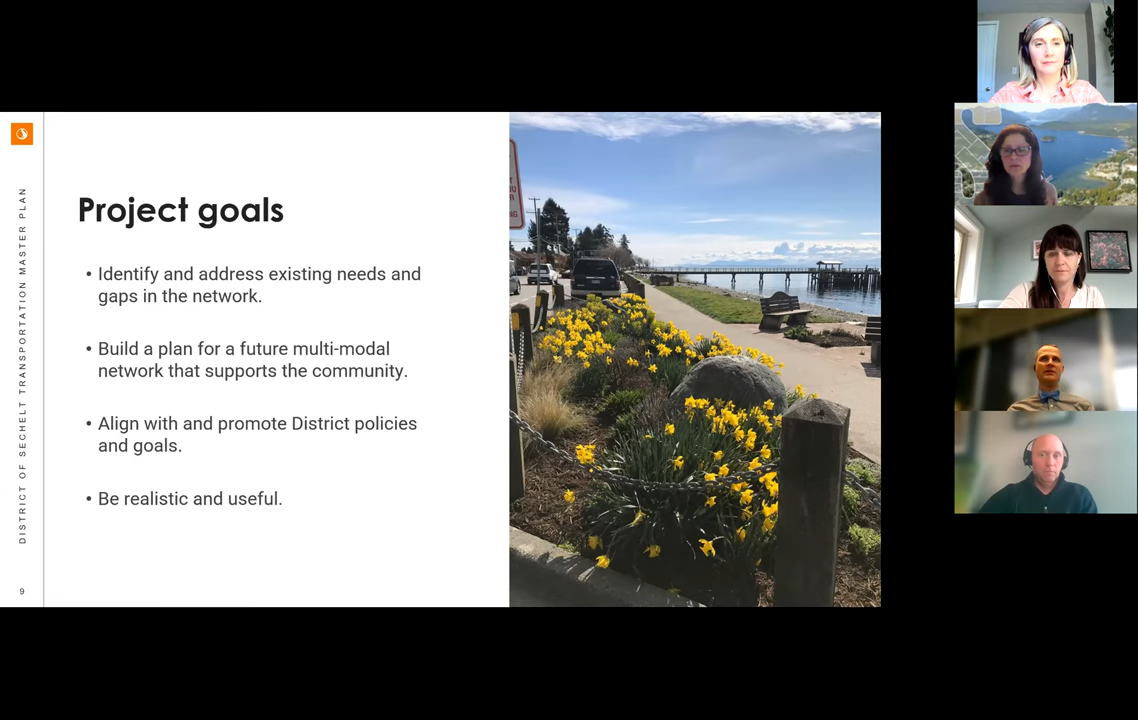 DISTRICT OF SECHELT TRANSPORTATION MASTER PLAN
Project goals
• Identify and address existing needs and
gaps in the network.
• Build a plan for a future multi-modal
network that supports the community.
• Align with and promote District policies
and goals.
• Be realistic and useful.
9